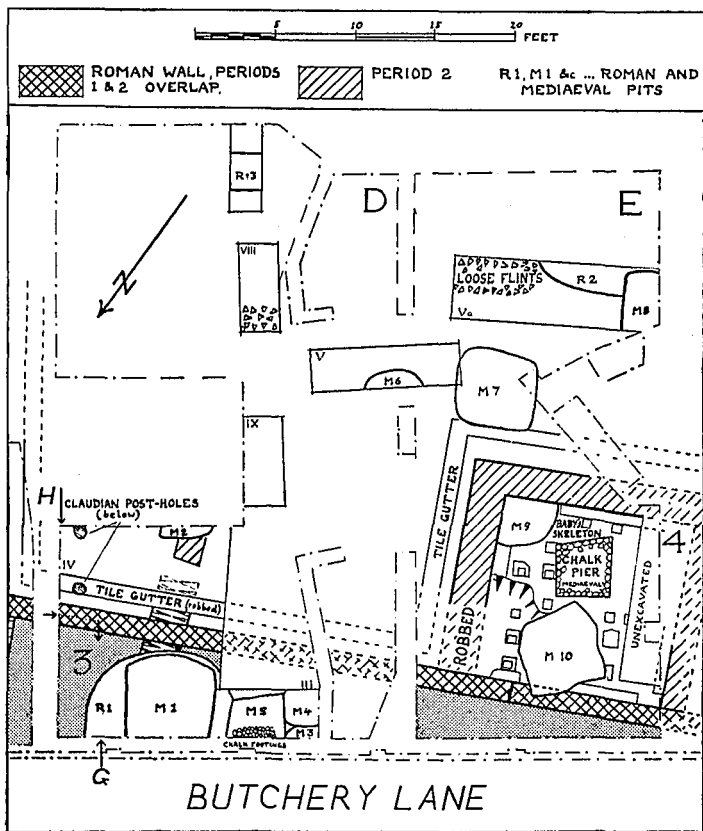 5 10 15 20
FEET
ROMAN WALL, PERIODS
1 & 2 OVERLAP.
PERIOD 2
R1, M1 &c ... ROMAN AND
MEDIAEVAL PITS
R13
D
E
N
VIII
LOOSE FLINTS
R2
Va
M8
V
M6
M7
IX
H
CLAUDIAN POST-HOLES
(below)
M2
IV
TILE GUTTER (robbed)
TILE GUTTER
ROBBED
M9
BABY'S
SKELETON
CHALK
PIER
MEDIAEVAL
4
UNEXCAVATED
M10
3
R1
M1
III
M5
M4
M3
CHALK FOOTINGS
G
BUTCHERY LANE